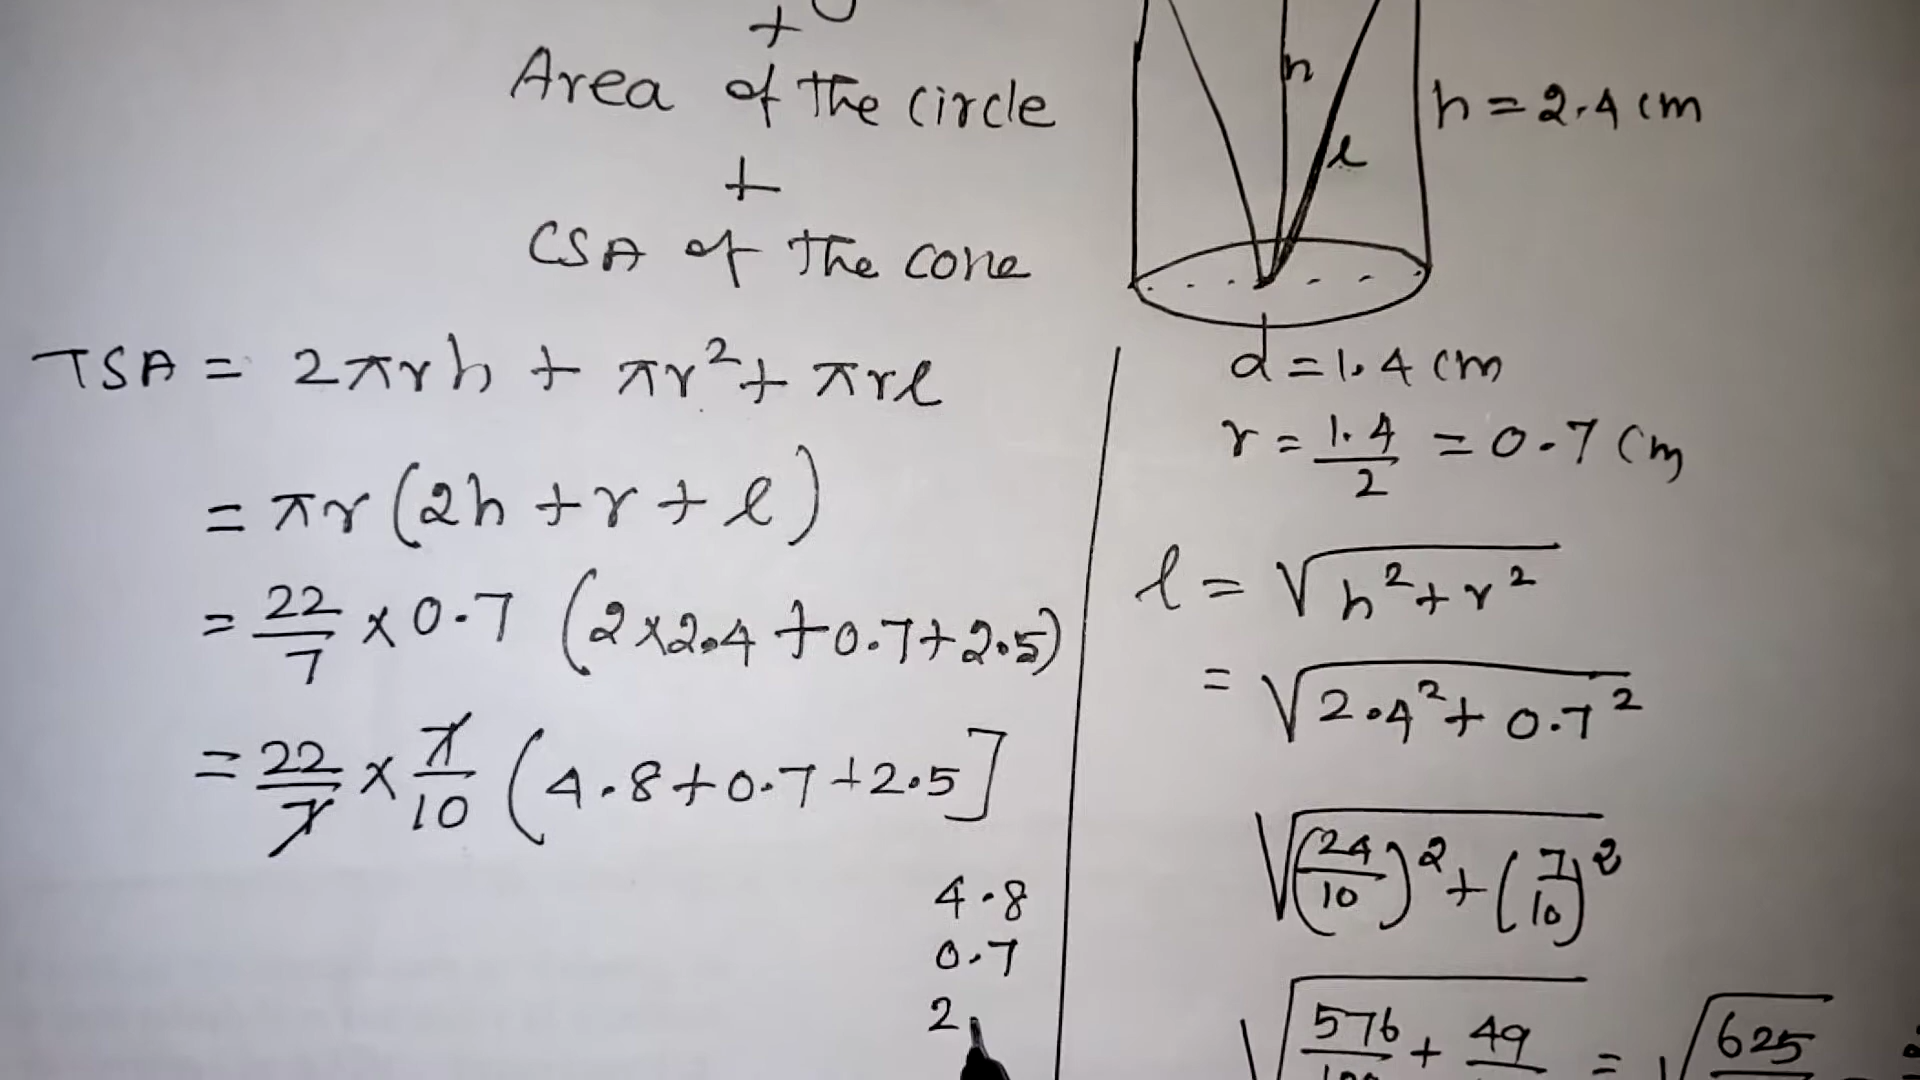 +
Area of the circle
+
CSA of the cone
h
l
h = 2.4 cm
TSA = 2πrh + πr² + πrl
= πr (2h + r + l)
= 22/7 × 0.7 (2×2.4 + 0.7 + 2.5)
= 22/7 × 7/10 (4.8 + 0.7 + 2.5]
4.8
0.7
2
d = 1.4 cm
r = 1.4/2 = 0.7 cm
l = √h² + r²
= √2.4² + 0.7²
√(24/10)² + (7/10)²
√576/100 + 49 = √625